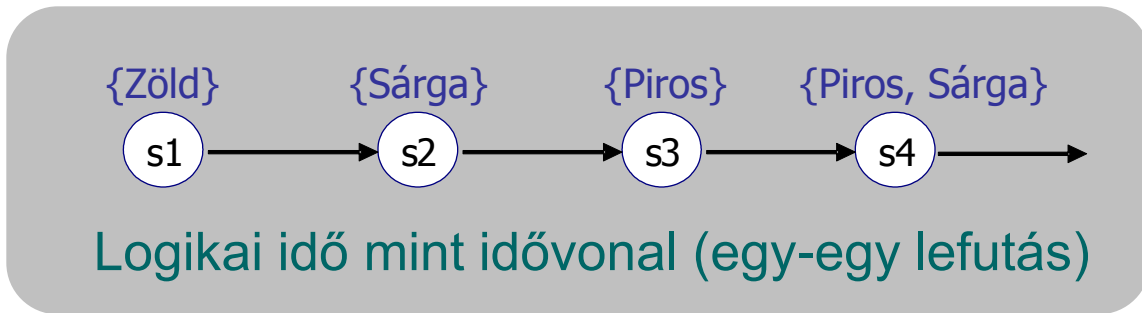 {Zöld} {Sárga} {Piros} {Piros, Sárga}
s1 s2 s3 s4
Logikai idő mint idővonal (egy-egy lefutás)